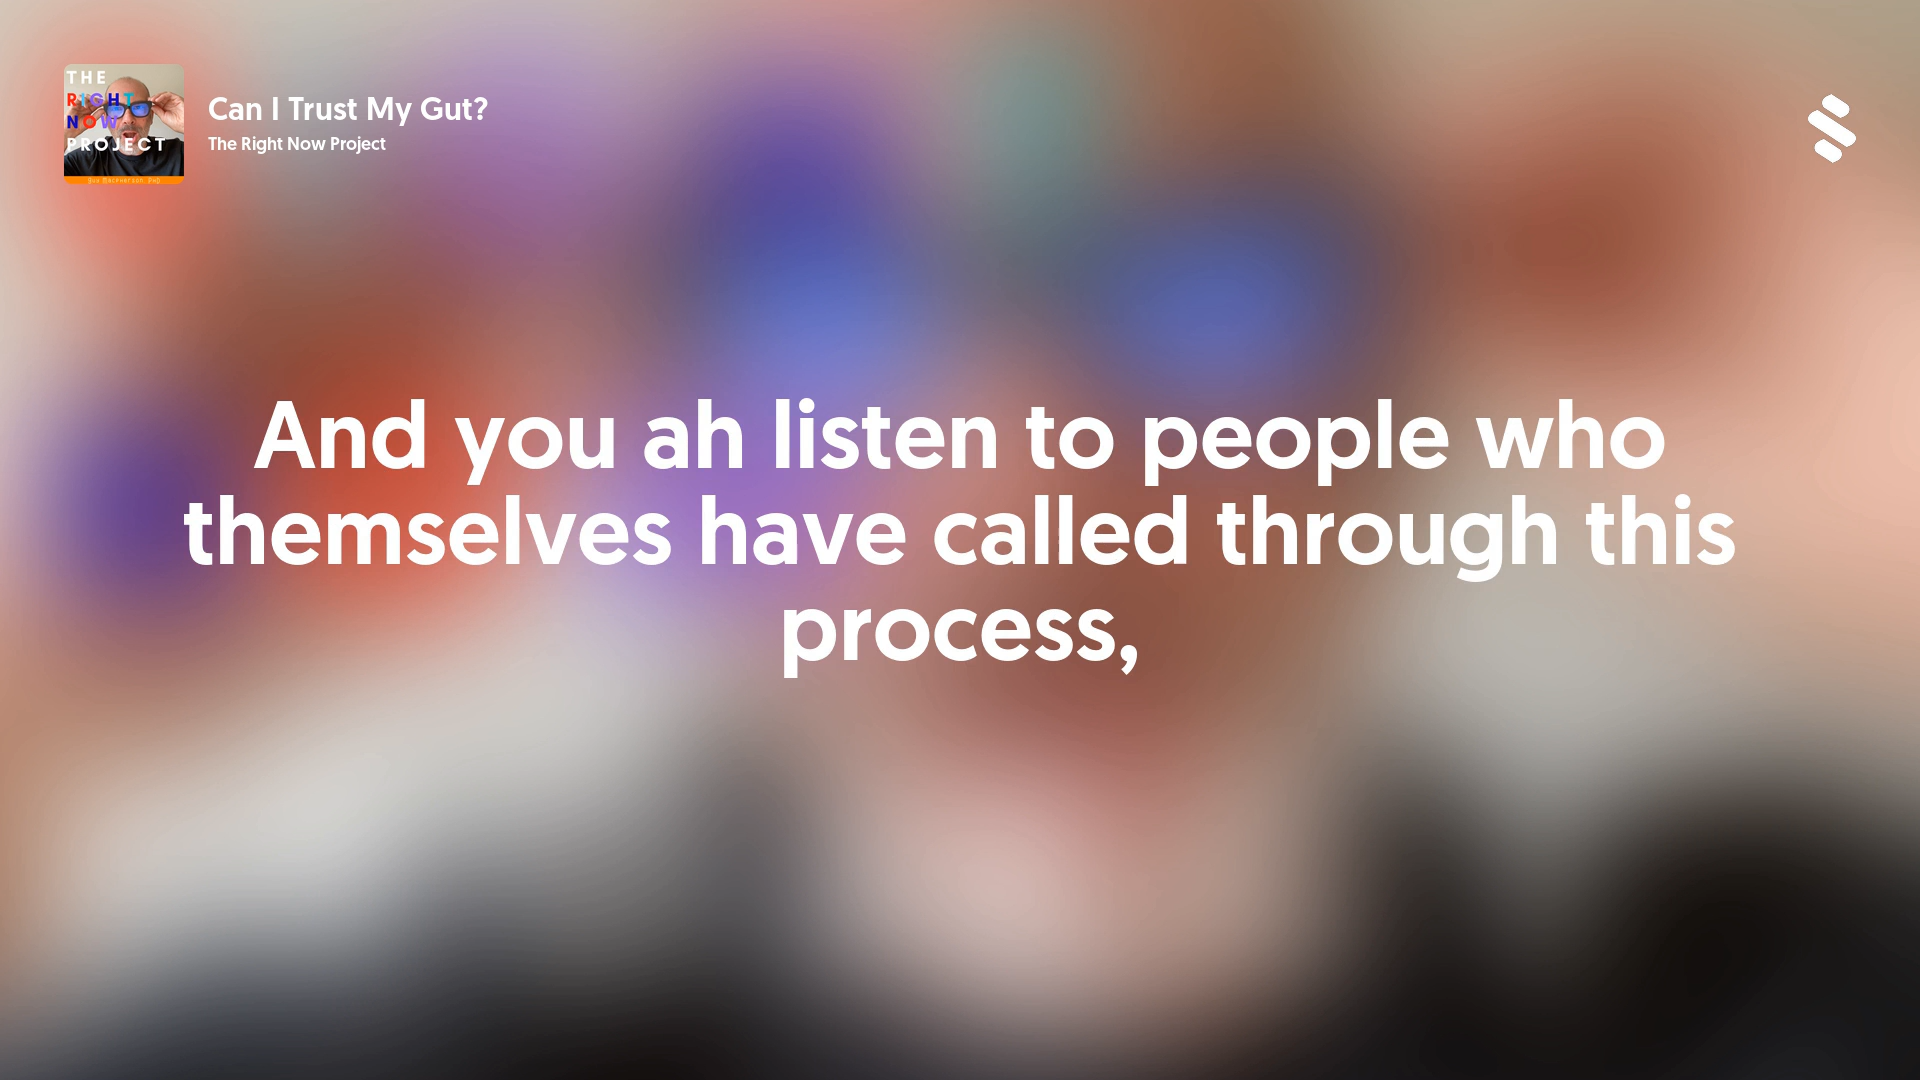 THE
RIGHT
NOW
PROJECT
Can I Trust My Gut?
The Right Now Project
And you ah listen to people who
themselves have called through this
process,